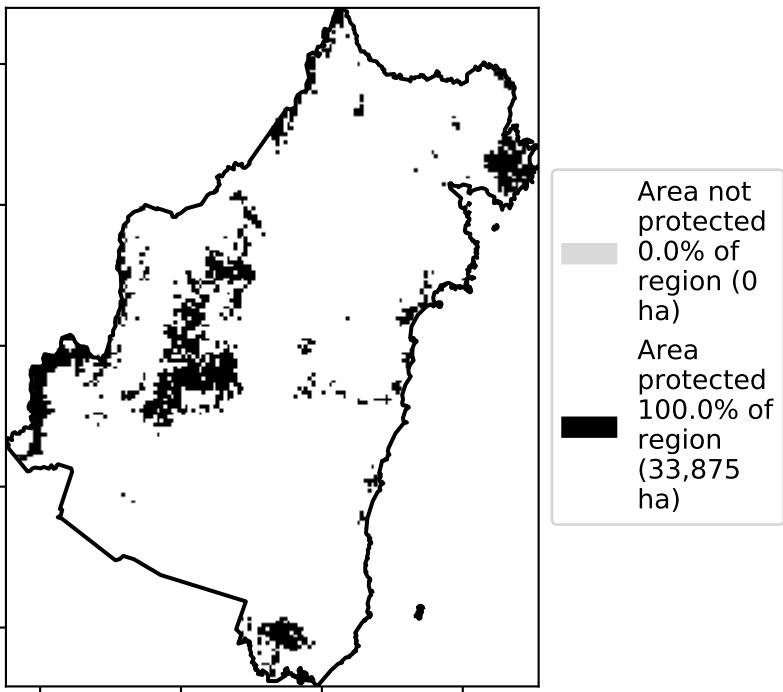 Area not
protected
0.0% of
region (0
ha)
Area
protected
100.0% of
region
(33,875
ha)